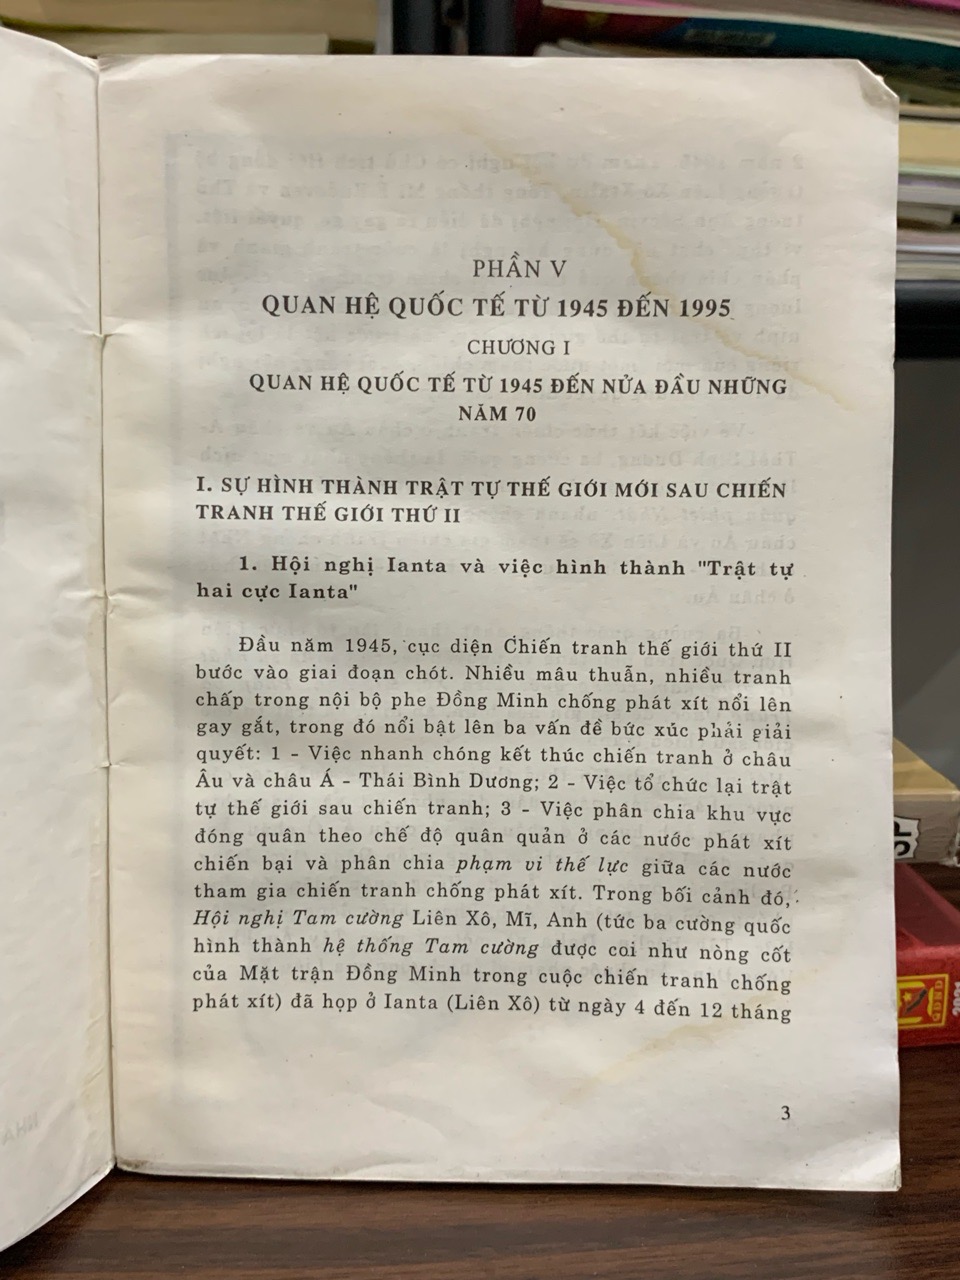 PHẦN V
QUAN HỆ QUỐC TẾ TỪ 1945 ĐẾN 1995
CHƯƠNG I
QUAN HỆ QUỐC TẾ TỪ 1945 ĐẾN NỬA ĐẦU NHỮNG
NĂM 70
I. SỰ HÌNH THÀNH TRẬT TỰ THẾ GIỚI MỚI SAU CHIẾN
TRANH THẾ GIỚI THỨ II
1. Hội nghị Ianta và việc hình thành "Trật tự
hai cực Ianta"
Đầu năm 1945, cục diện Chiến tranh thế giới thứ II
bước vào giai đoạn chót. Nhiều mâu thuẫn, nhiều tranh
chấp trong nội bộ phe Đồng Minh chống phát xít nổi lên
gay gắt, trong đó nổi bật lên ba vấn đề bức xúc phải giải
quyết: 1 - Việc nhanh chóng kết thúc chiến tranh ở châu
Âu và châu Á - Thái Bình Dương; 2 - Việc tổ chức lại trật
tự thế giới sau chiến tranh; 3 - Việc phân chia khu vực
đóng quân theo chế độ quân quản ở các nước phát xít
chiến bại và phân chia phạm vi thế lực giữa các nước
tham gia chiến tranh chống phát xít. Trong bối cảnh đó,
Hội nghị Tam cường Liên Xô, Mĩ, Anh (tức ba cường quốc
hình thành hệ thống Tam cường được coi như nòng cốt
của Mặt trận Đồng Minh trong cuộc chiến tranh chống
phát xít) đã họp ở Ianta (Liên Xô) từ ngày 4 đến 12 tháng
3